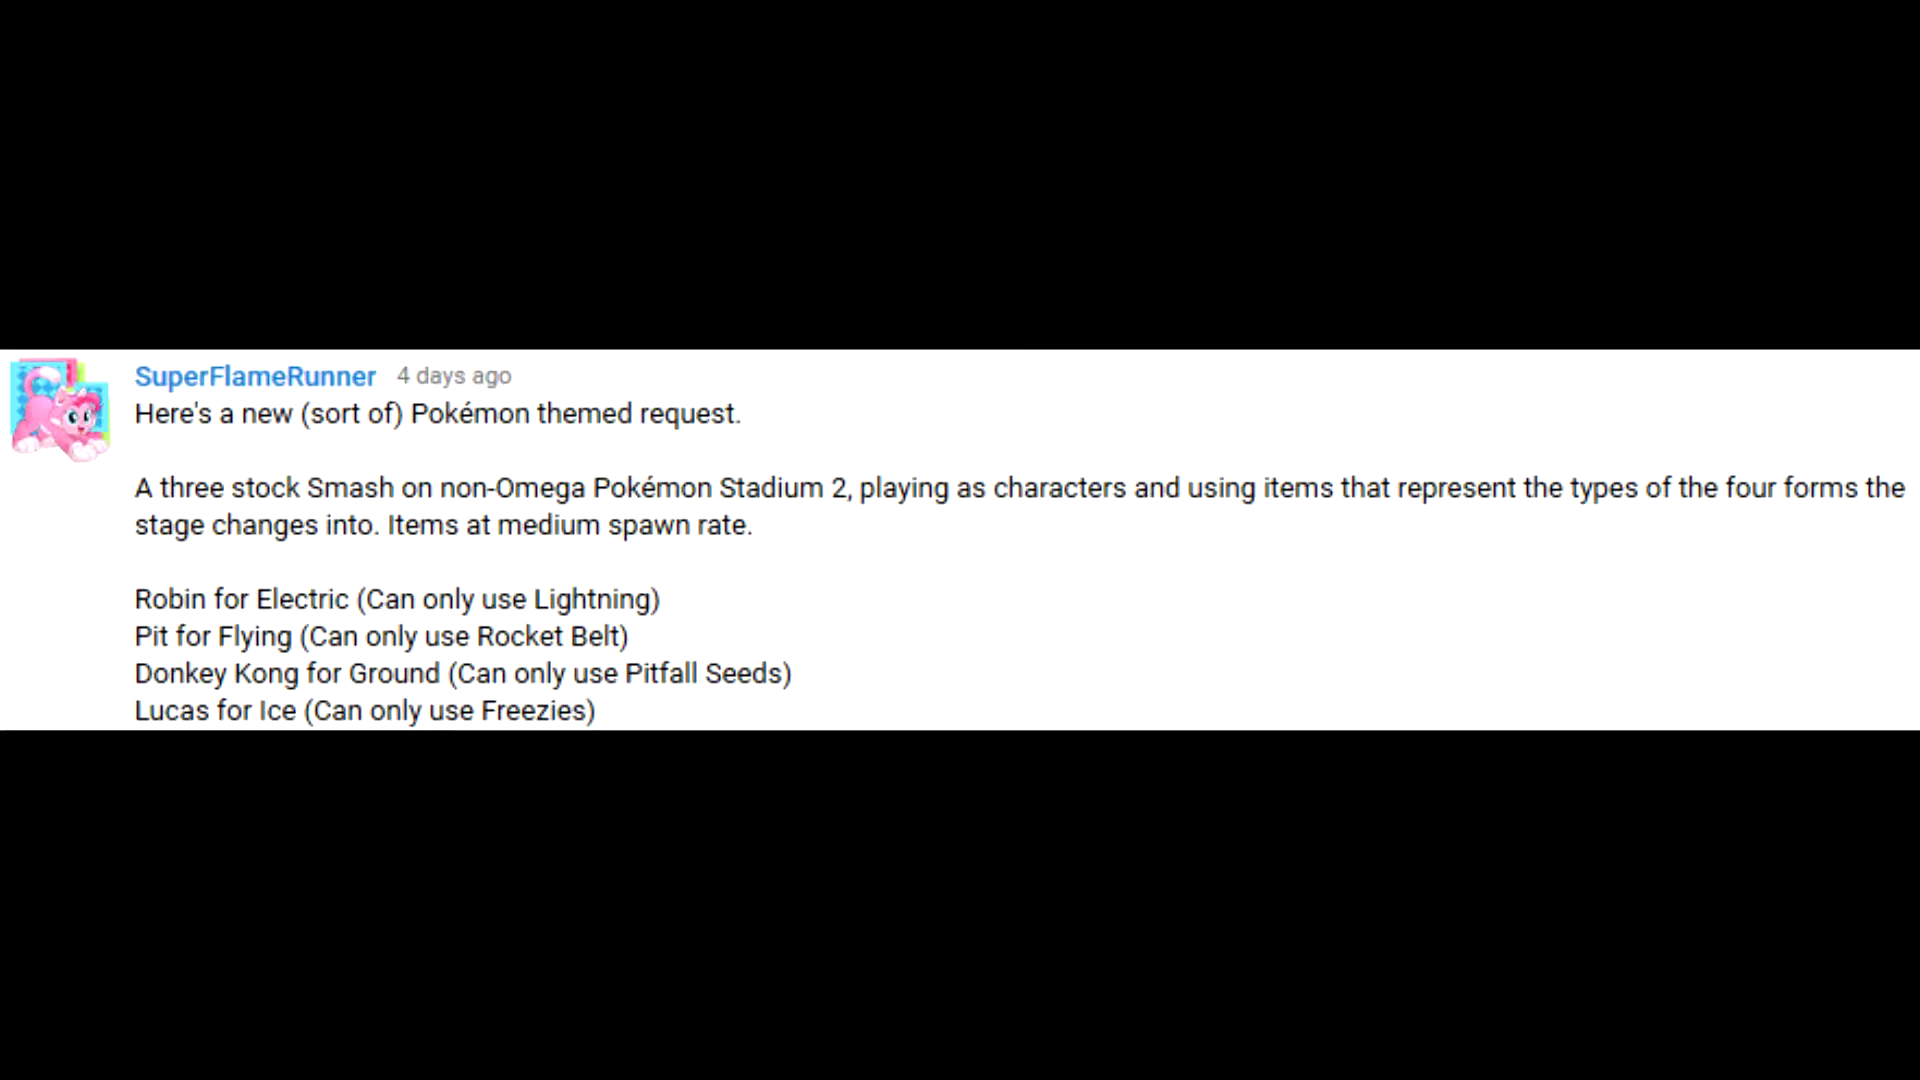 SuperFlameRunner 4 days ago
Here's a new (sort of) Pokémon themed request.
A three stock Smash on non-Omega Pokémon Stadium 2, playing as characters and using items that represent the types of the four forms the
stage changes into. Items at medium spawn rate.
Robin for Electric (Can only use Lightning)
Pit for Flying (Can only use Rocket Belt)
Donkey Kong for Ground (Can only use Pitfall Seeds)
Lucas for Ice (Can only use Freezies)